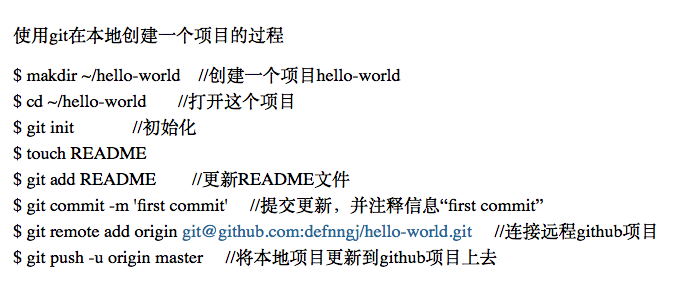 使用git在本地创建一个项目的过程
$ makdir ~/hello-world    //创建一个项目hello-world
$ cd ~/hello-world       //打开这个项目
$ git init             //初始化
$ touch README
$ git add README        //更新README文件
$ git commit -m 'first commit'     //提交更新，并注释信息“first commit”
$ git remote add origin git@github.com:defnngj/hello-world.git     //连接远程github项目
$ git push -u origin master     //将本地项目更新到github项目上去